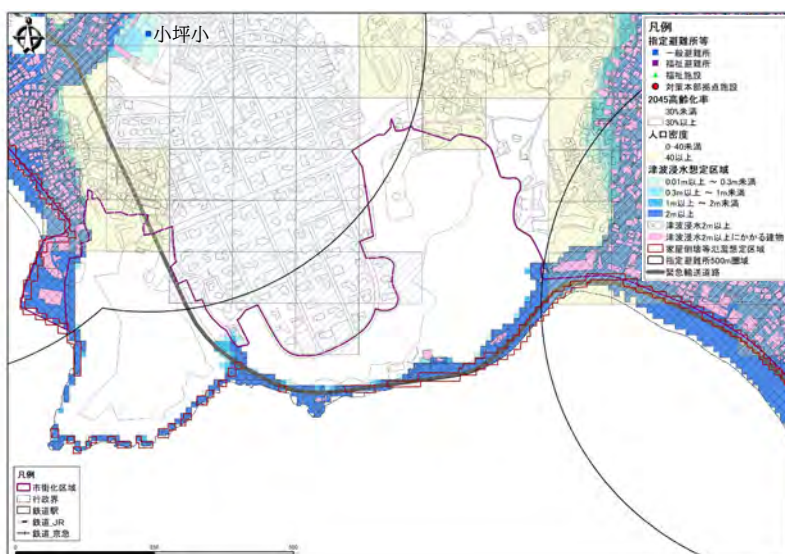 小坪小
凡例
指定避難所等
一般避難所
福祉避難所
福祉施設
対策本部拠点施設
2045高齢化率
30%未満
30%以上
人口密度
0-40未満
40以上
津波浸水想定区域
0.01m以上 ～ 0.3m未満
0.3m以上 ～ 1m未満
1m以上 ～ 2m未満
2m以上
津波浸水2m以上
津波浸水2m以上にかかる建物
家屋倒壊等氾濫想定区域
指定避難所500m圏域
緊急輸送道路
凡例
市街化区域
行政界
鉄道駅
鉄道_JR
鉄道_京急